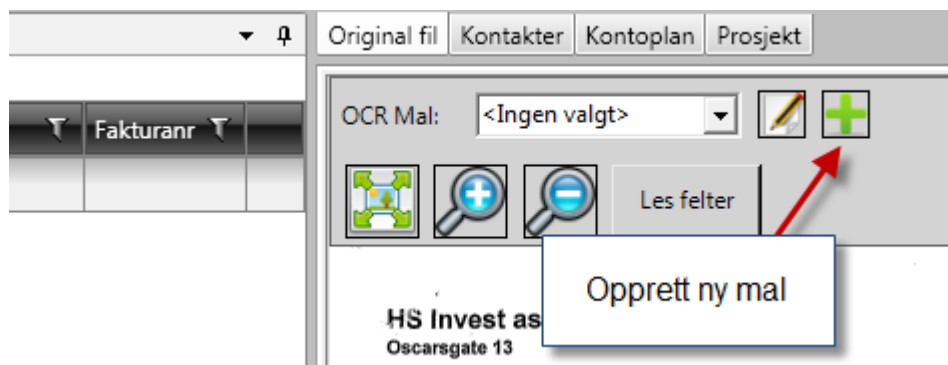 Original fil Kontakter Kontoplan Prosjekt
OCR Mal: <Ingen valgt>
Fakturanr
Les felter
Opprett ny mal
HS Invest as
Oscarsgate 13